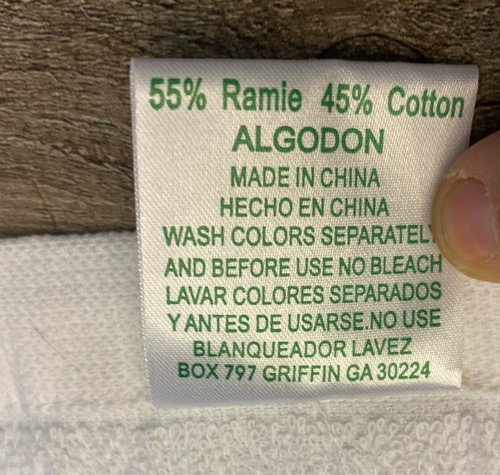 55% Ramie 45% Cotton
ALGODON
MADE IN CHINA
HECHO EN CHINA
WASH COLORS SEPARATEL
AND BEFORE USE NO BLEACH
LAVAR COLORES SEPARADOS
Y ANTES DE USARSE.NO USE
BLANQUEADOR LAVEZ
BOX 797 GRIFFIN GA 30224